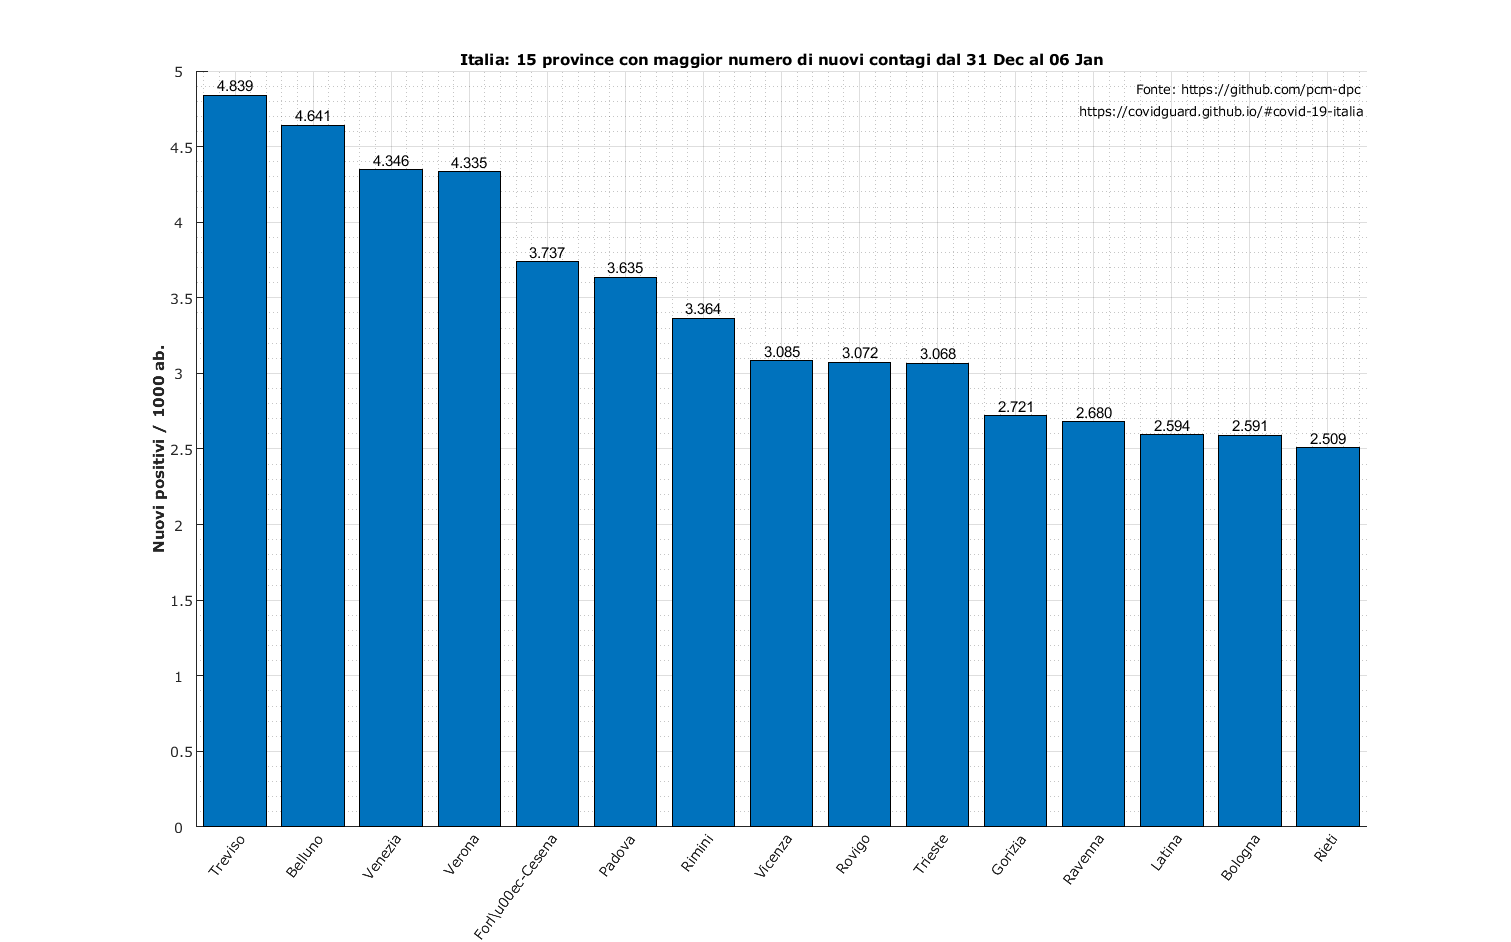 Italia: 15 province con maggior numero di nuovi contagi dal 31 Dec al 06 Jan
Fonte: https://github.com/pcm-dpc
https://covidguard.github.io/#covid-19-italia
Nuovi positivi / 1000 ab.
5
4.5
4
3.5
3
2.5
2
1.5
1
0.5
0
4.839
4.641
4.346
4.335
3.737
3.635
3.364
3.085
3.072
3.068
2.721
2.680
2.594
2.591
2.509
Treviso
Belluno
Venezia
Verona
Forl\u00ec-Cesena
Padova
Rimini
Vicenza
Rovigo
Trieste
Gorizia
Ravenna
Latina
Bologna
Rieti